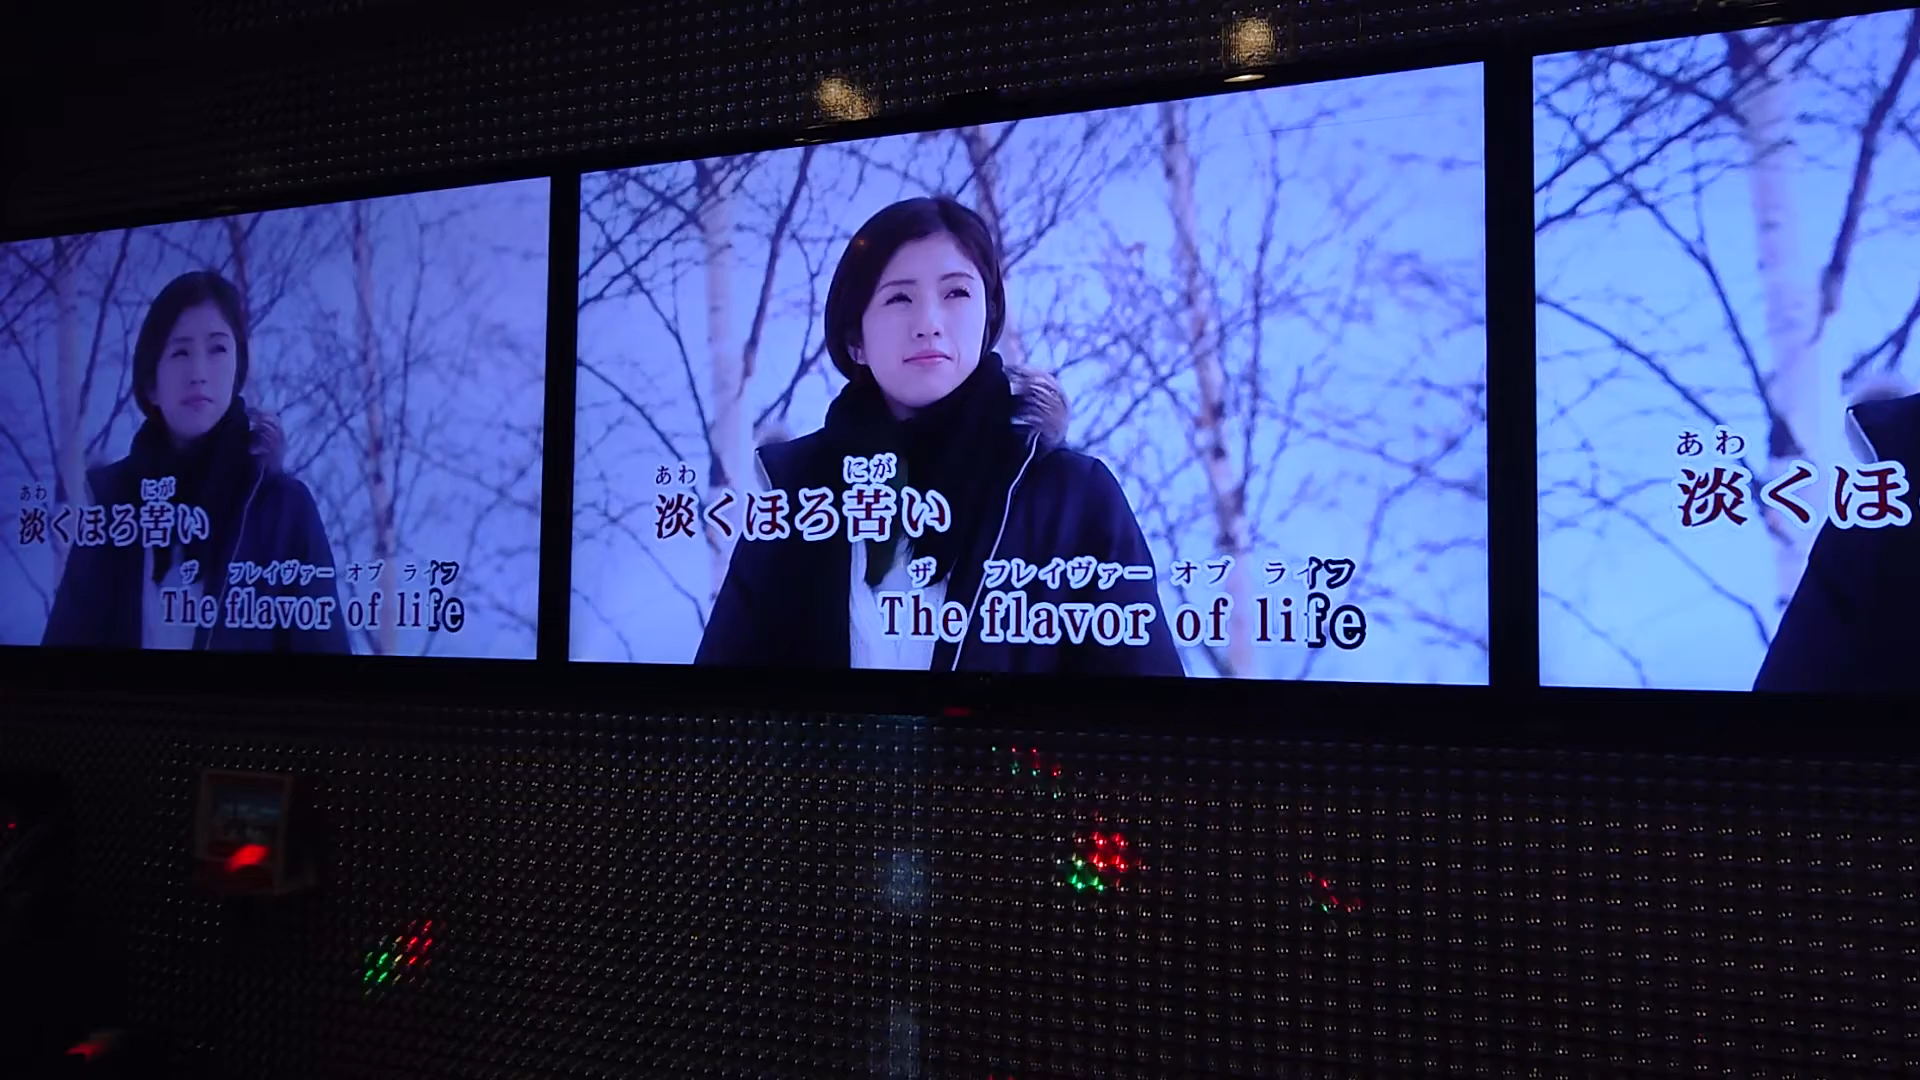 あわ にが
淡くほろ苦い
ザ フレイヴァー オブ ライフ
The flavor of life
あわ にが
淡くほろ苦い
ザ フレイヴァー オブ ライフ
The flavor of life
あわ
淡くほ